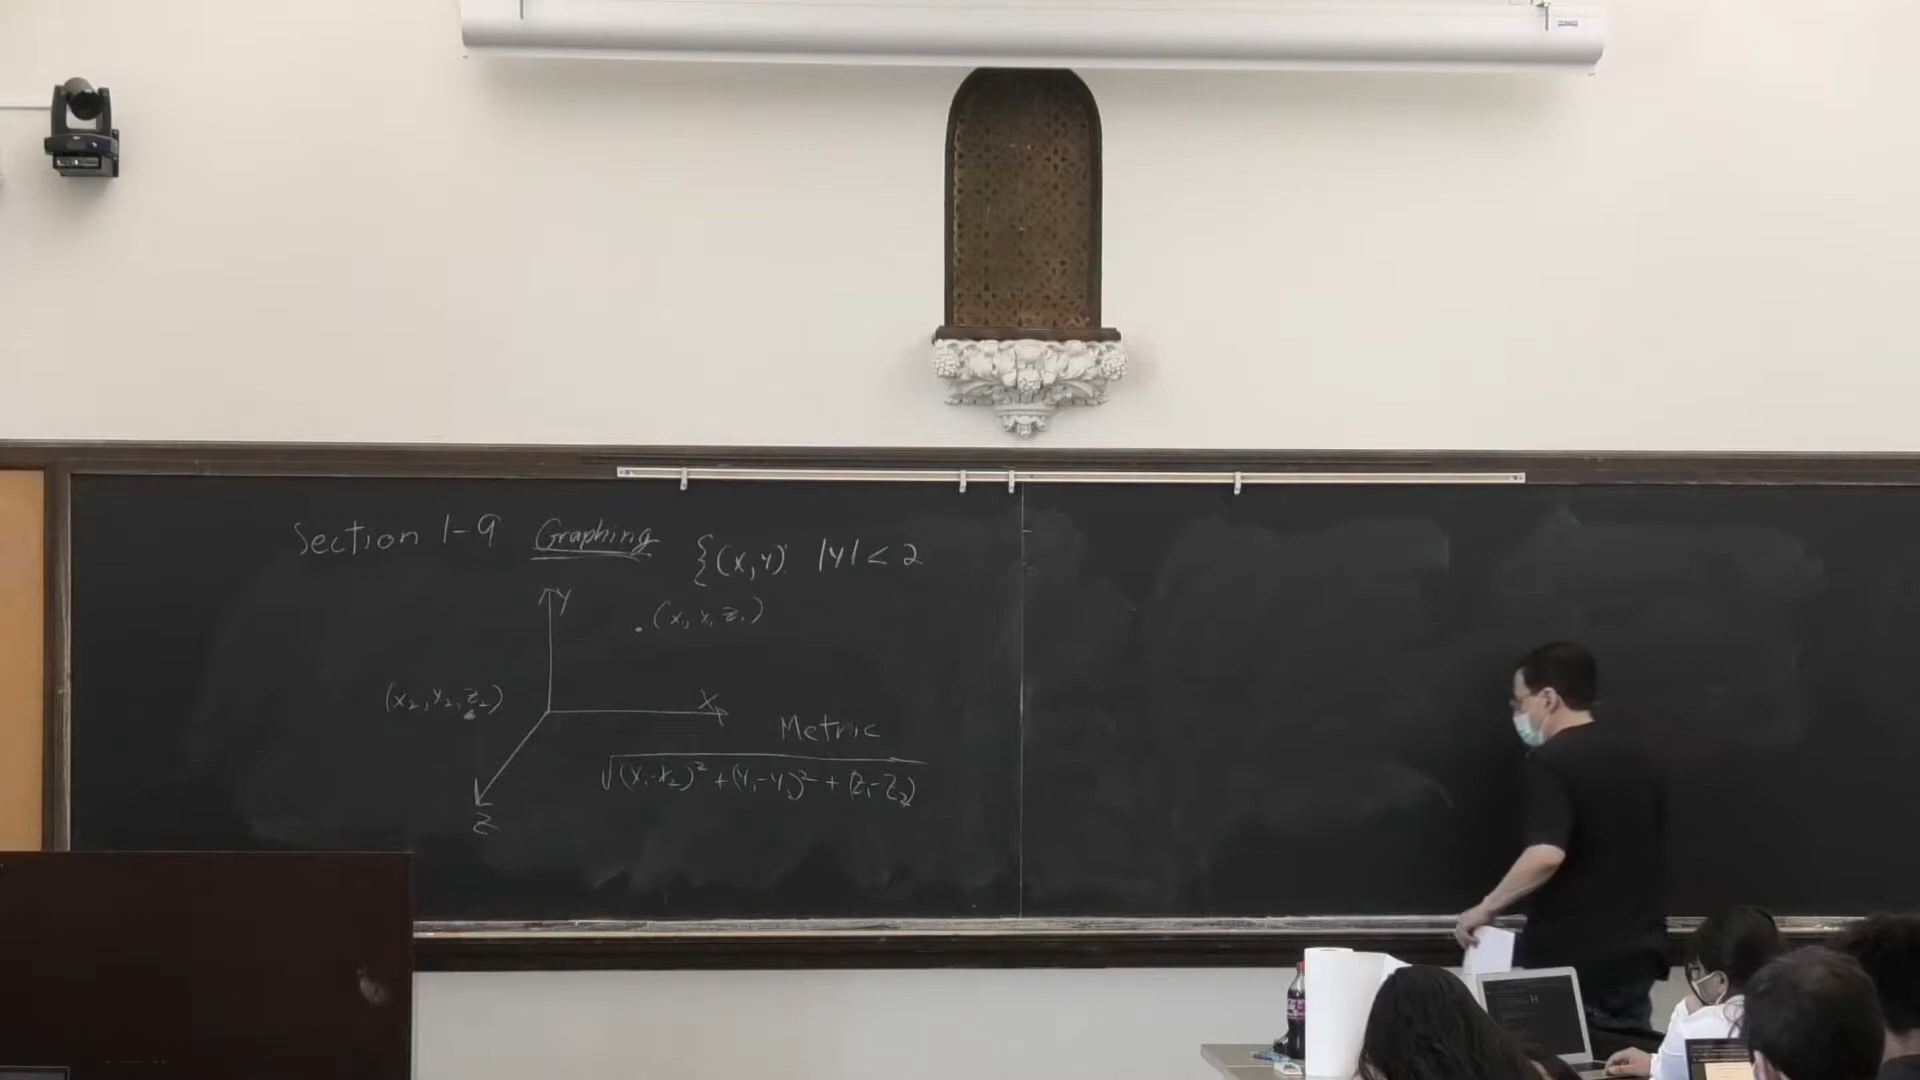 Section 1-9 Graphing
{(x,y) |y| < 2
Y
(x₁, y₁, z₁)
(x₂, y₂, z₂)
X
Metric
√(x₁-x₂)² + (y₁-y₁)² + (z₁-z₂)
Z